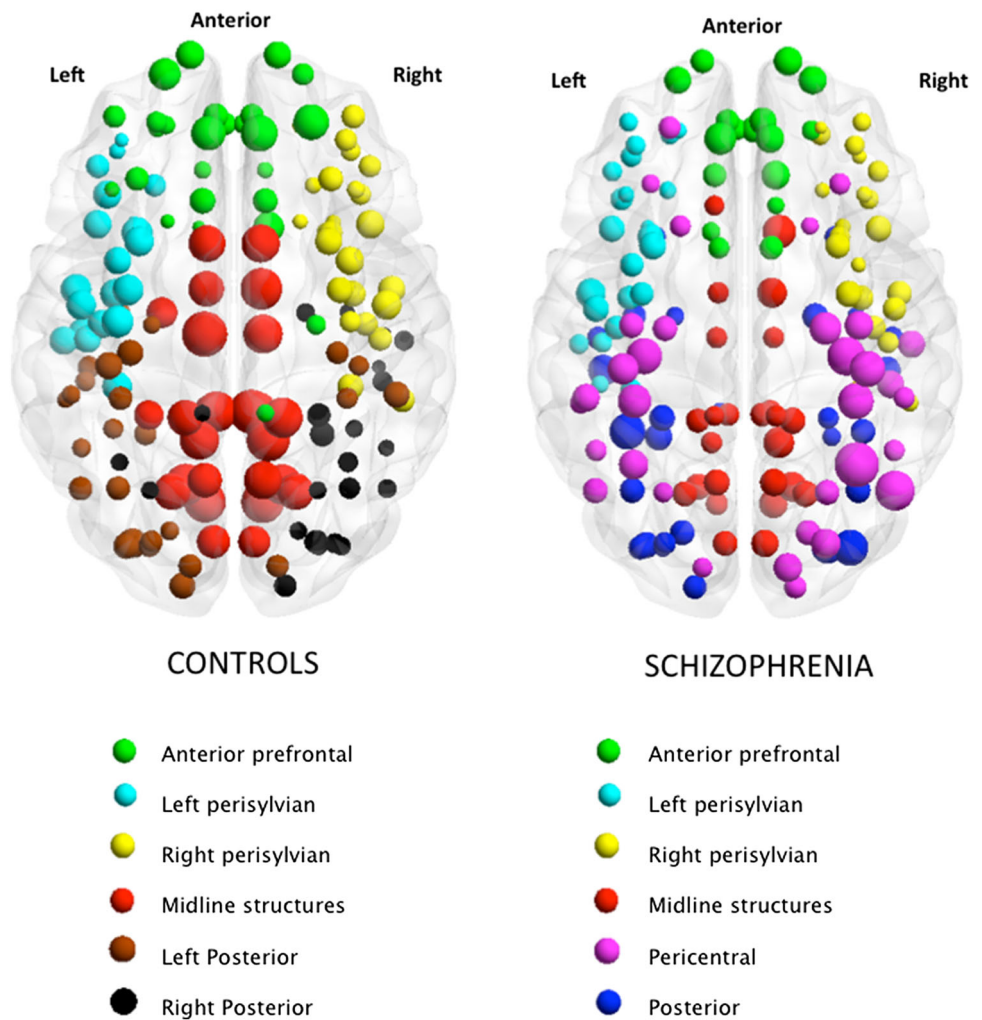 Anterior
Left
Right
CONTROLS
Anterior prefrontal
Left perisylvian
Right perisylvian
Midline structures
Left Posterior
Right Posterior
Anterior
Left
Right
SCHIZOPHRENIA
Anterior prefrontal
Left perisylvian
Right perisylvian
Midline structures
Pericentral
Posterior